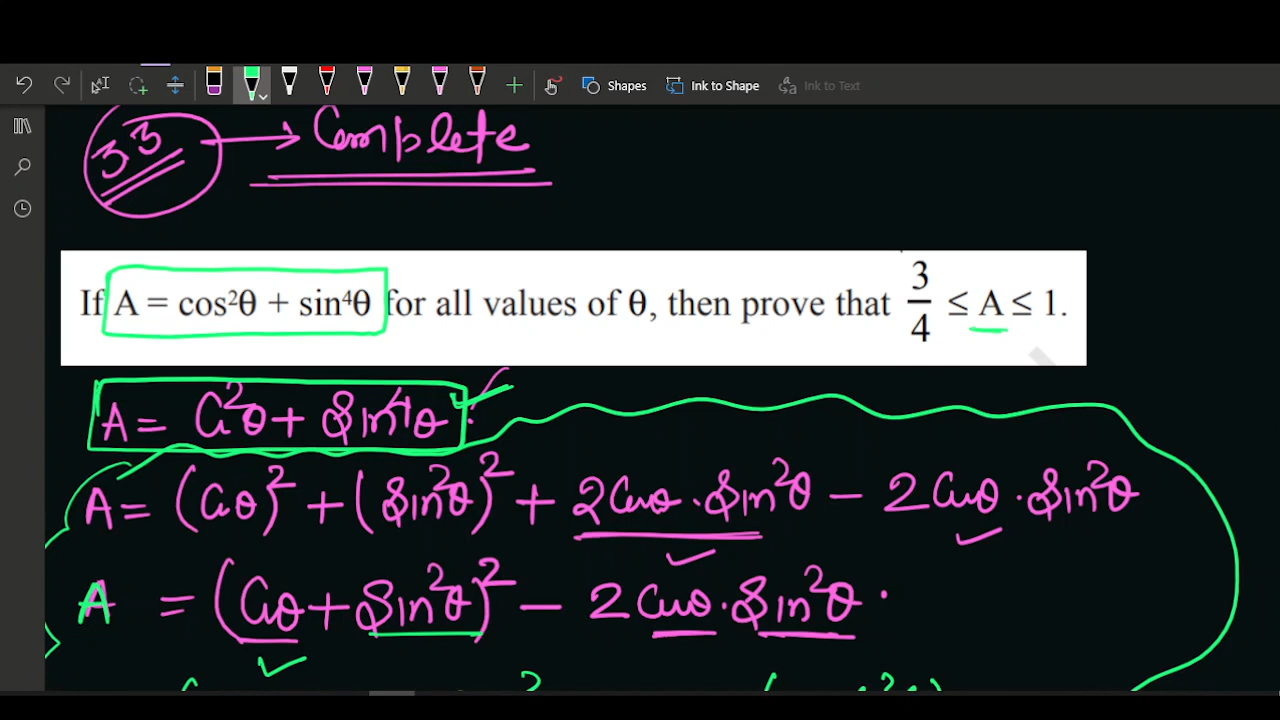 Shapes Ink to Shape Ink to Text
33 → Complete
If A = cos²θ + sin⁴θ for all values of θ, then prove that 3/4 ≤ A ≤ 1.
A = Cos²θ + Sin⁴θ.
A = (Cosθ)² + (Sin²θ)² + 2Cosθ · Sin²θ − 2Cosθ · Sin²θ
A = (Cosθ + Sin²θ)² − 2Cosθ · Sin²θ.